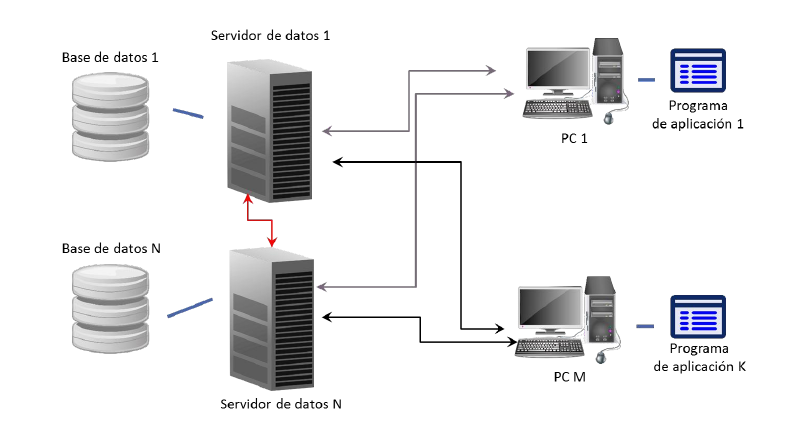 Servidor de datos 1
Base de datos 1
Programa
de aplicación 1
PC 1
Base de datos N
Programa
de aplicación K
PC M
Servidor de datos N